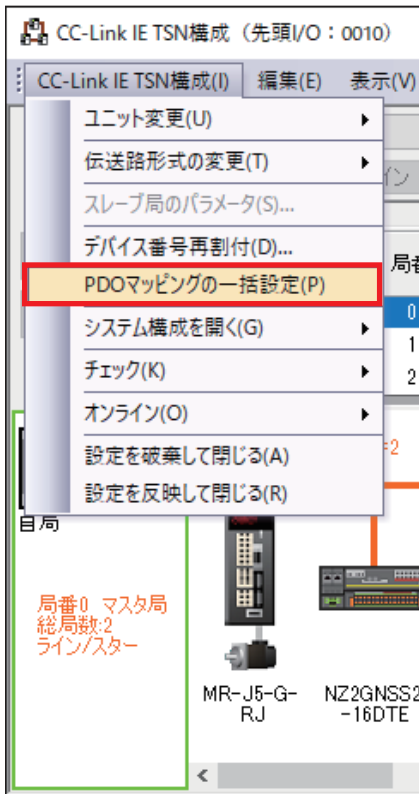 CC-Link IE TSN構成（先頭I/O：0010）
CC-Link IE TSN構成(I) 編集(E) 表示(V)
ユニット変更(U)
伝送路形式の変更(T)
スレーブ局のパラメータ(S)...
デバイス番号再割付(D)...
PDOマッピングの一括設定(P)
システム構成を開く(G)
チェック(K)
オンライン(O)
設定を破棄して閉じる(A)
設定を反映して閉じる(R)
イン
局番
0
1
2
=2
自局
局番0 マスタ局
総局数:2
ライン/スター
MR-J5-G-
RJ
NZ2GNSS2
-16DTE